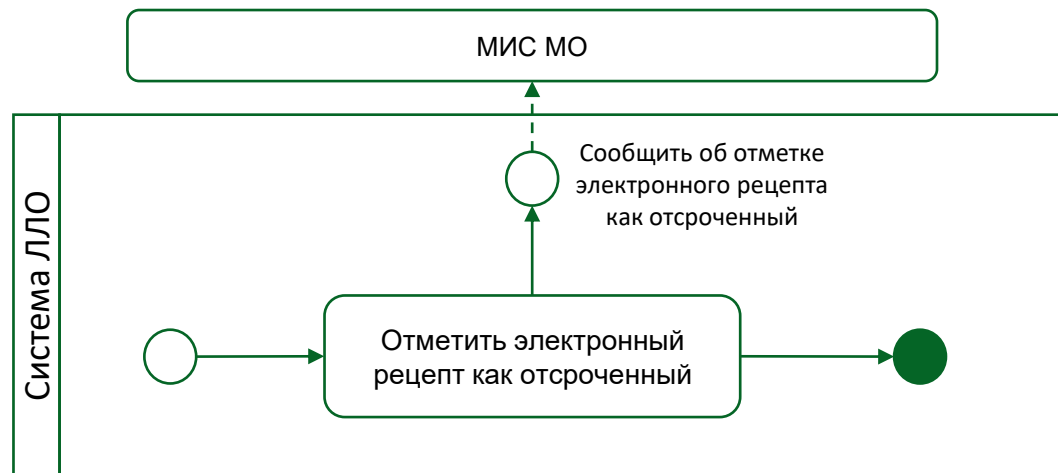 МИС МО
Сообщить об отметке
электронного рецепта
как отсроченный
Система ЛЛО
Отметить электронный
рецепт как отсроченный